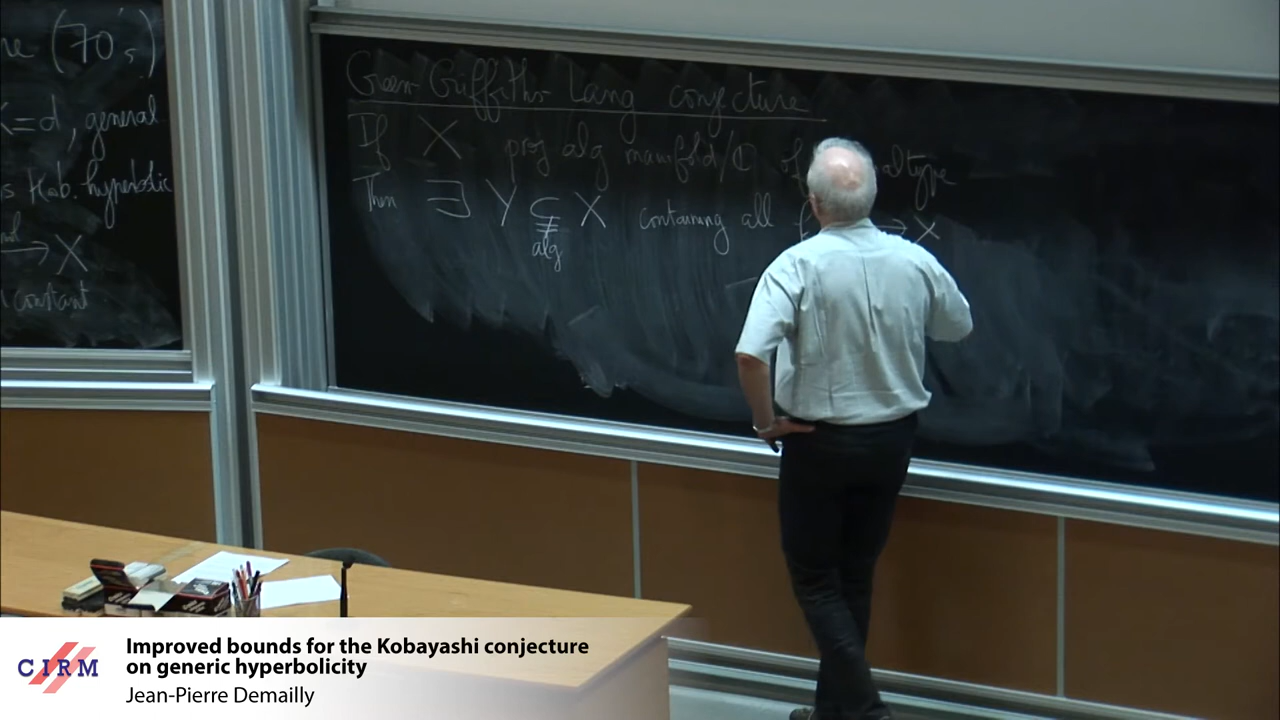 (70's)
=d, general
Kob. hyperbolic
→ X
constant
Green-Griffiths-Lang conjecture
If X proj alg manifold/ℂ of
Then ∃ Y ⊊ X containing all f → X
alg
CIRM
Improved bounds for the Kobayashi conjecture
on generic hyperbolicity
Jean-Pierre Demailly